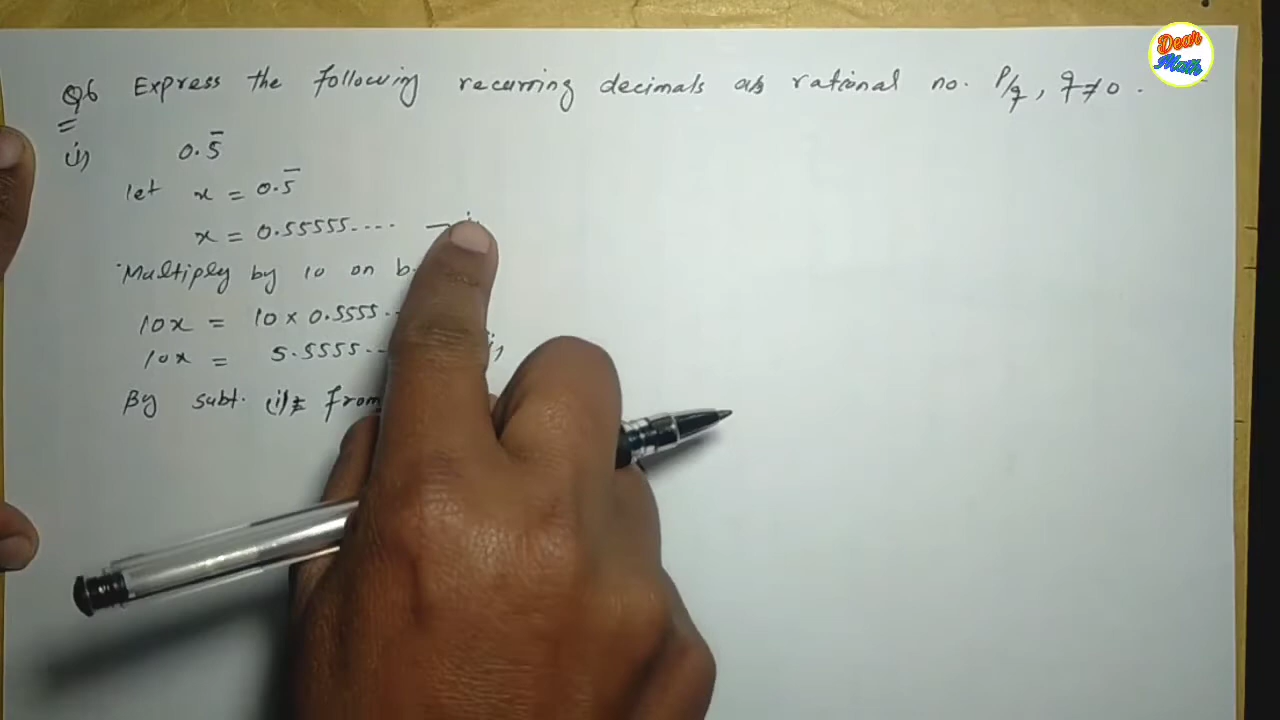 Q6 Express the following recurring decimals as rational no. P/q, q≠0.
(i) 0.5̅
let x = 0.5̅
x = 0.55555....
Multiply by 10 on b
10x = 10 × 0.5555..
10x = 5.5555...
By subt. (i) from
Dear
Math